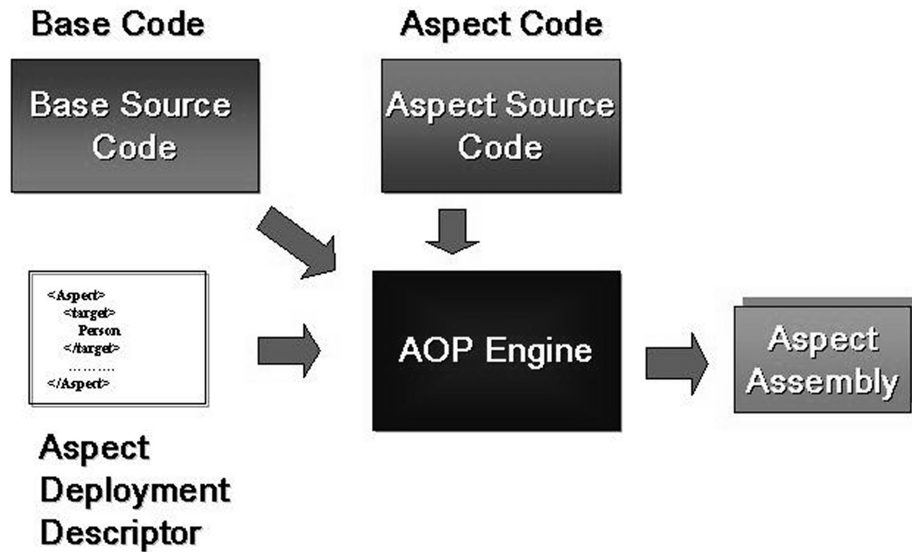 Base Code
Aspect Code
Base Source
Code
Aspect Source
Code
<Aspect>
<target>
Person
</target>
..........
</Aspect>
AOP Engine
Aspect
Assembly
Aspect
Deployment
Descriptor